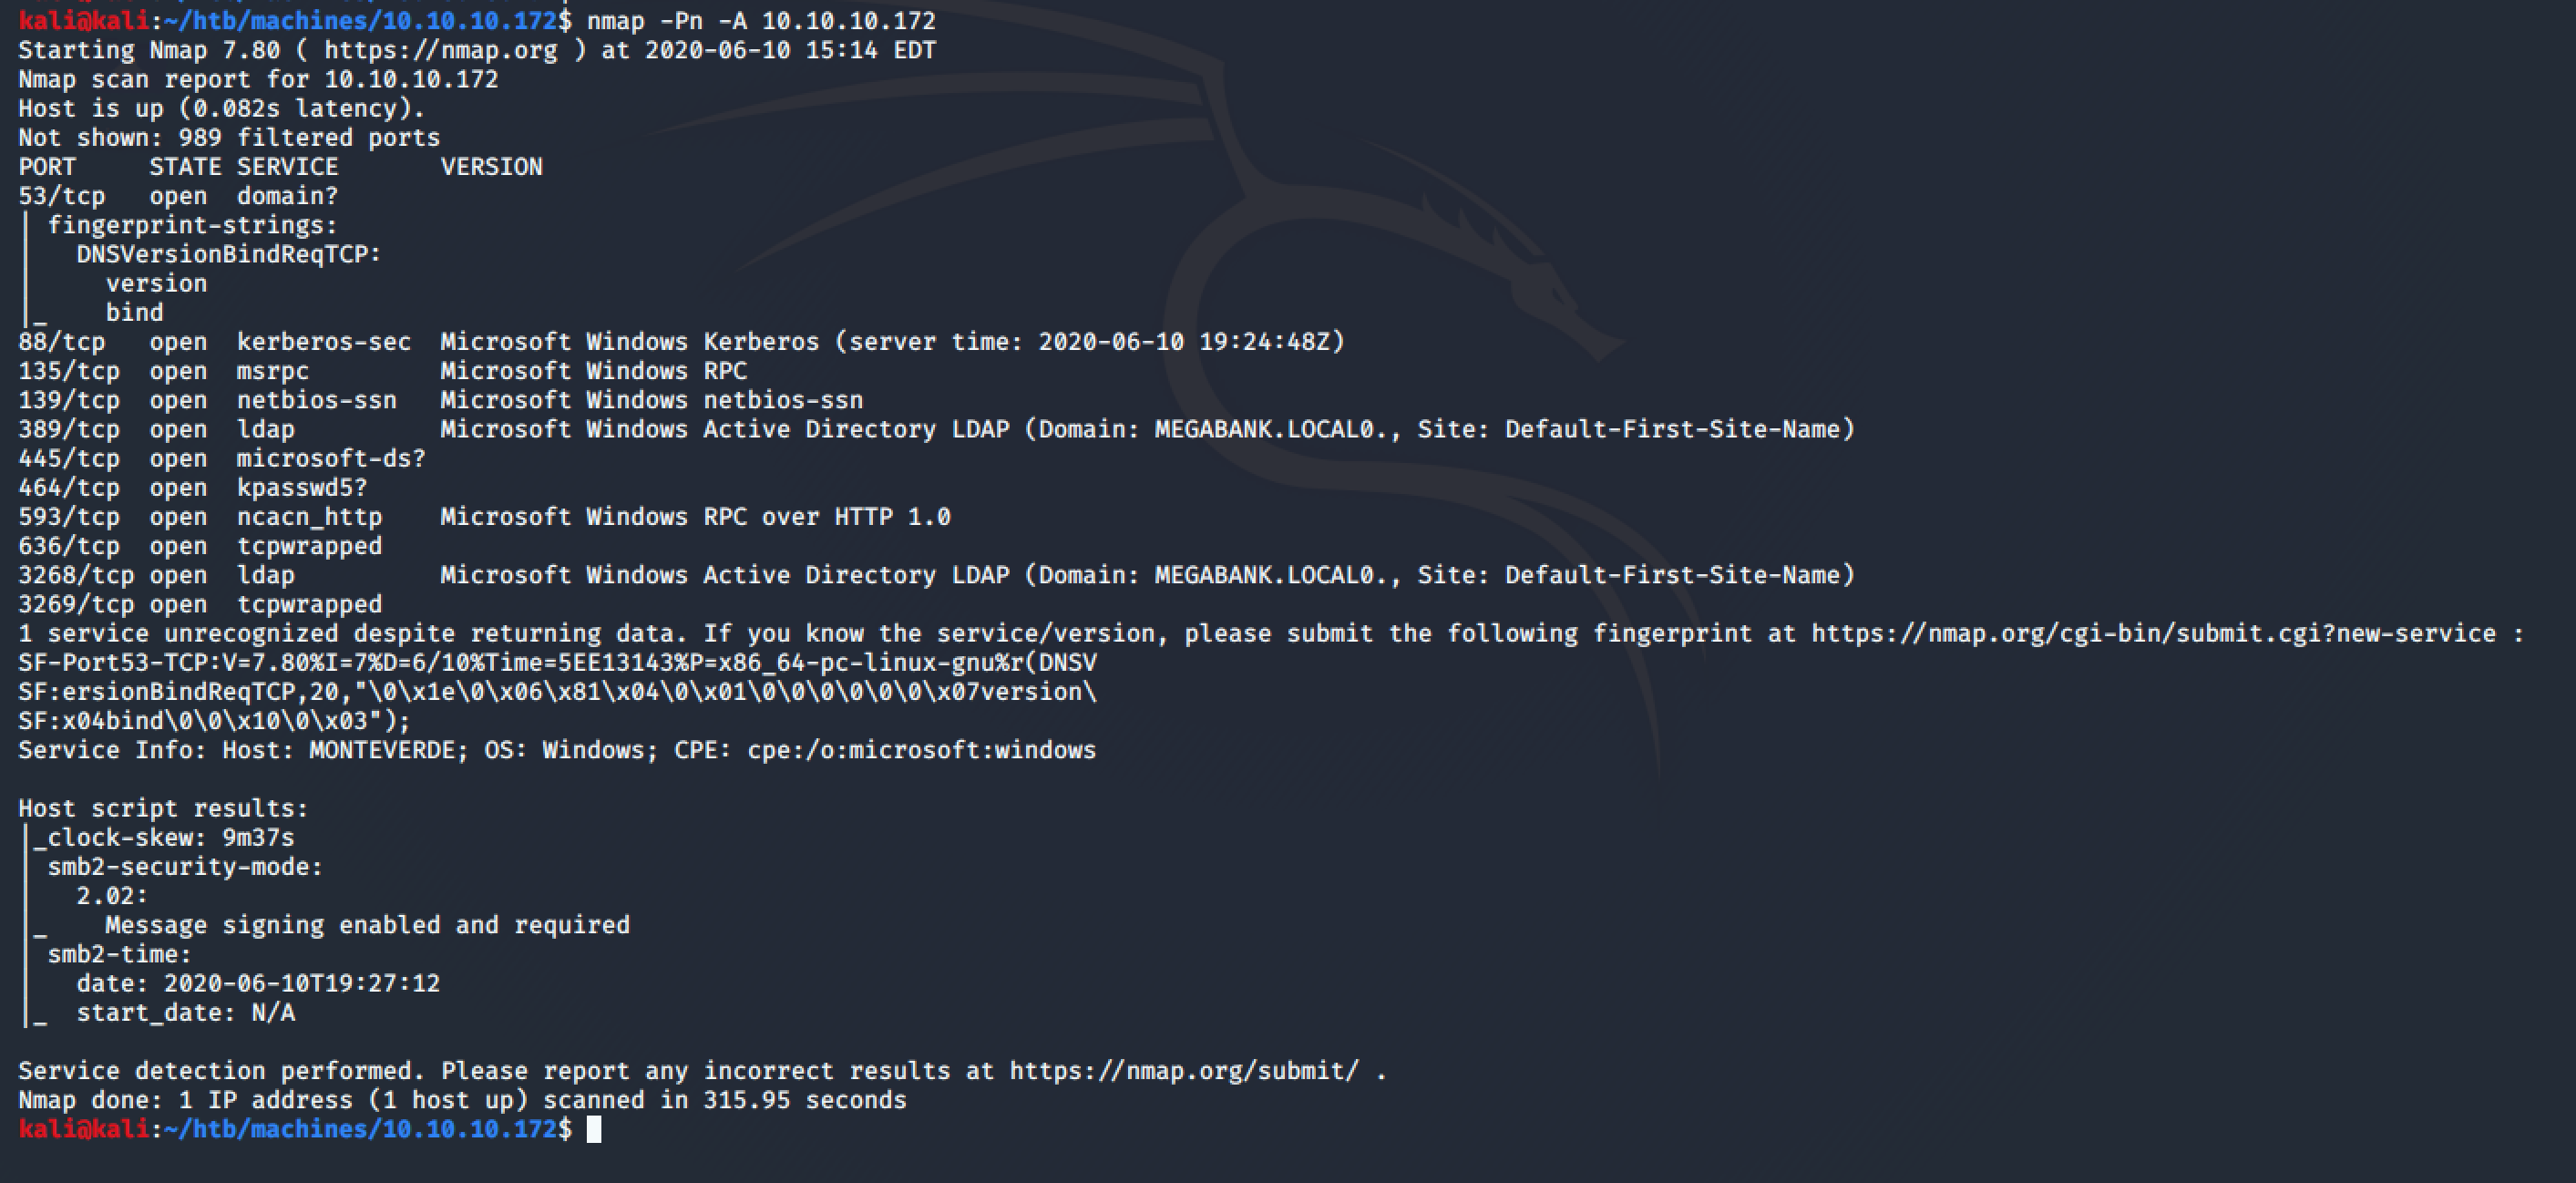 kali@kali:~/htb/machines/10.10.10.172$ nmap -Pn -A 10.10.10.172
Starting Nmap 7.80 ( https://nmap.org ) at 2020-06-10 15:14 EDT
Nmap scan report for 10.10.10.172
Host is up (0.082s latency).
Not shown: 989 filtered ports
PORT     STATE SERVICE       VERSION
53/tcp   open  domain?
| fingerprint-strings:
|   DNSVersionBindReqTCP:
|     version
|_    bind
88/tcp   open  kerberos-sec  Microsoft Windows Kerberos (server time: 2020-06-10 19:24:48Z)
135/tcp  open  msrpc         Microsoft Windows RPC
139/tcp  open  netbios-ssn   Microsoft Windows netbios-ssn
389/tcp  open  ldap          Microsoft Windows Active Directory LDAP (Domain: MEGABANK.LOCAL0., Site: Default-First-Site-Name)
445/tcp  open  microsoft-ds?
464/tcp  open  kpasswd5?
593/tcp  open  ncacn_http    Microsoft Windows RPC over HTTP 1.0
636/tcp  open  tcpwrapped
3268/tcp open  ldap          Microsoft Windows Active Directory LDAP (Domain: MEGABANK.LOCAL0., Site: Default-First-Site-Name)
3269/tcp open  tcpwrapped
1 service unrecognized despite returning data. If you know the service/version, please submit the following fingerprint at https://nmap.org/cgi-bin/submit.cgi?new-service :
SF-Port53-TCP:V=7.80%I=7%D=6/10%Time=5EE13143%P=x86_64-pc-linux-gnu%r(DNSV
SF:ersionBindReqTCP,20,"\0\x1e\0\x06\x81\x04\0\x01\0\0\0\0\0\0\x07version\
SF:x04bind\0\0\x10\0\x03");
Service Info: Host: MONTEVERDE; OS: Windows; CPE: cpe:/o:microsoft:windows
Host script results:
|_clock-skew: 9m37s
| smb2-security-mode:
|   2.02:
|_    Message signing enabled and required
| smb2-time:
|   date: 2020-06-10T19:27:12
|_  start_date: N/A
Service detection performed. Please report any incorrect results at https://nmap.org/submit/ .
Nmap done: 1 IP address (1 host up) scanned in 315.95 seconds
kali@kali:~/htb/machines/10.10.10.172$